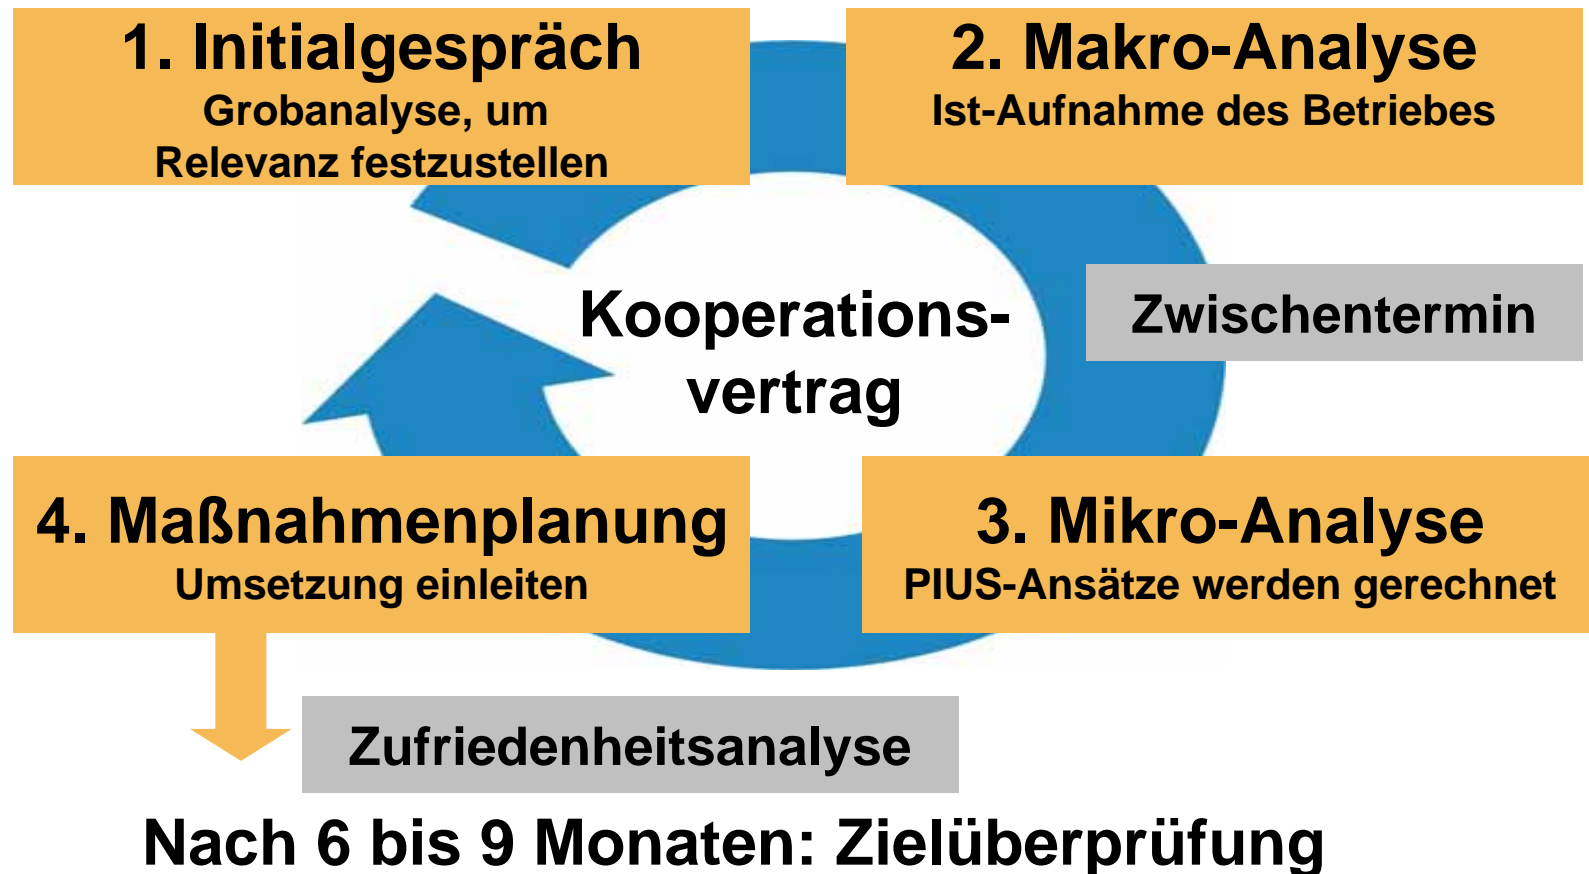 1. Initialgespräch
Grobanalyse, um
Relevanz festzustellen
2. Makro-Analyse
Ist-Aufnahme des Betriebes
Zwischentermin
Kooperations-
vertrag
3. Mikro-Analyse
PIUS-Ansätze werden gerechnet
4. Maßnahmenplanung
Umsetzung einleiten
Zufriedenheitsanalyse
Nach 6 bis 9 Monaten: Zielüberprüfung